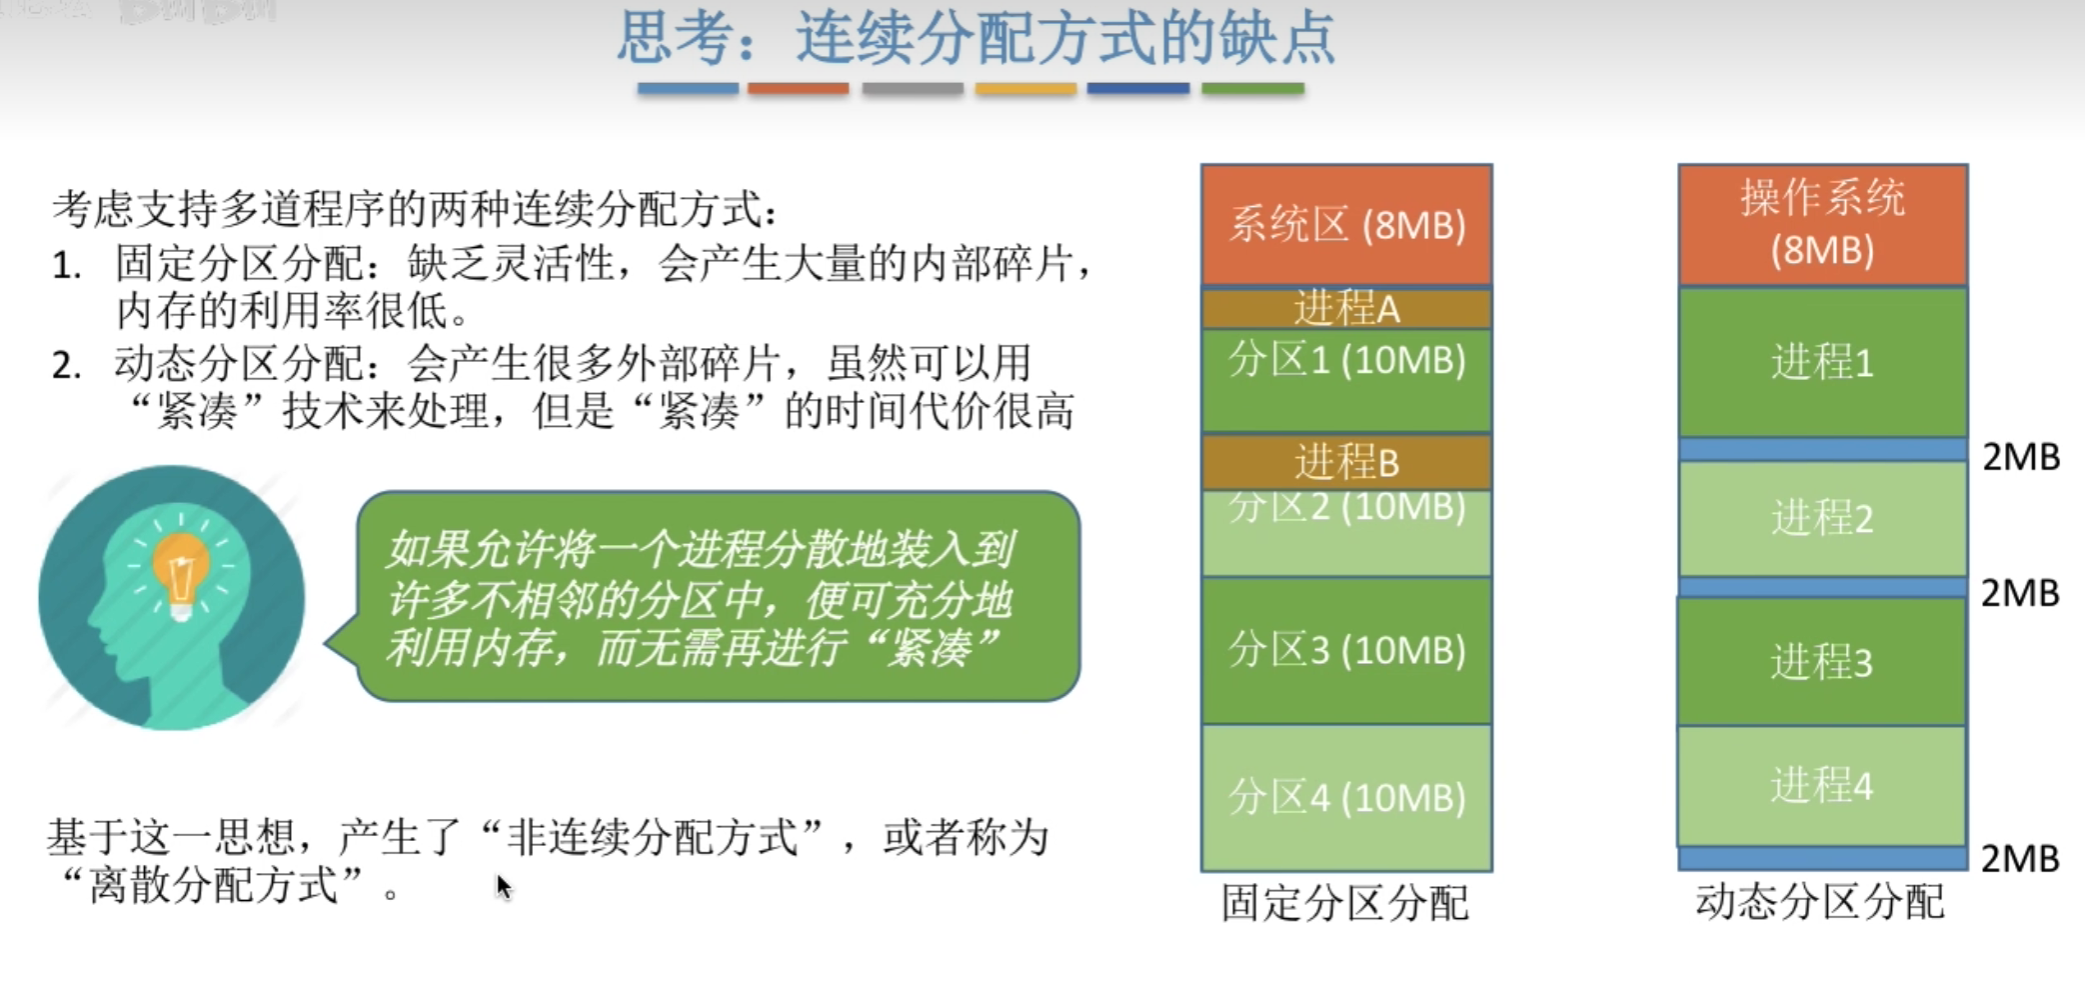 思考：连续分配方式的缺点
考虑支持多道程序的两种连续分配方式：
1. 固定分区分配：缺乏灵活性，会产生大量的内部碎片，
内存的利用率很低。
2. 动态分区分配：会产生很多外部碎片，虽然可以用
“紧凑”技术来处理，但是“紧凑”的时间代价很高
如果允许将一个进程分散地装入到
许多不相邻的分区中，便可充分地
利用内存，而无需再进行“紧凑”
基于这一思想，产生了“非连续分配方式”，或者称为
“离散分配方式”。
系统区 (8MB)
进程A
分区1 (10MB)
进程B
分区2 (10MB)
分区3 (10MB)
分区4 (10MB)
固定分区分配
操作系统
(8MB)
进程1
2MB
进程2
2MB
进程3
进程4
2MB
动态分区分配